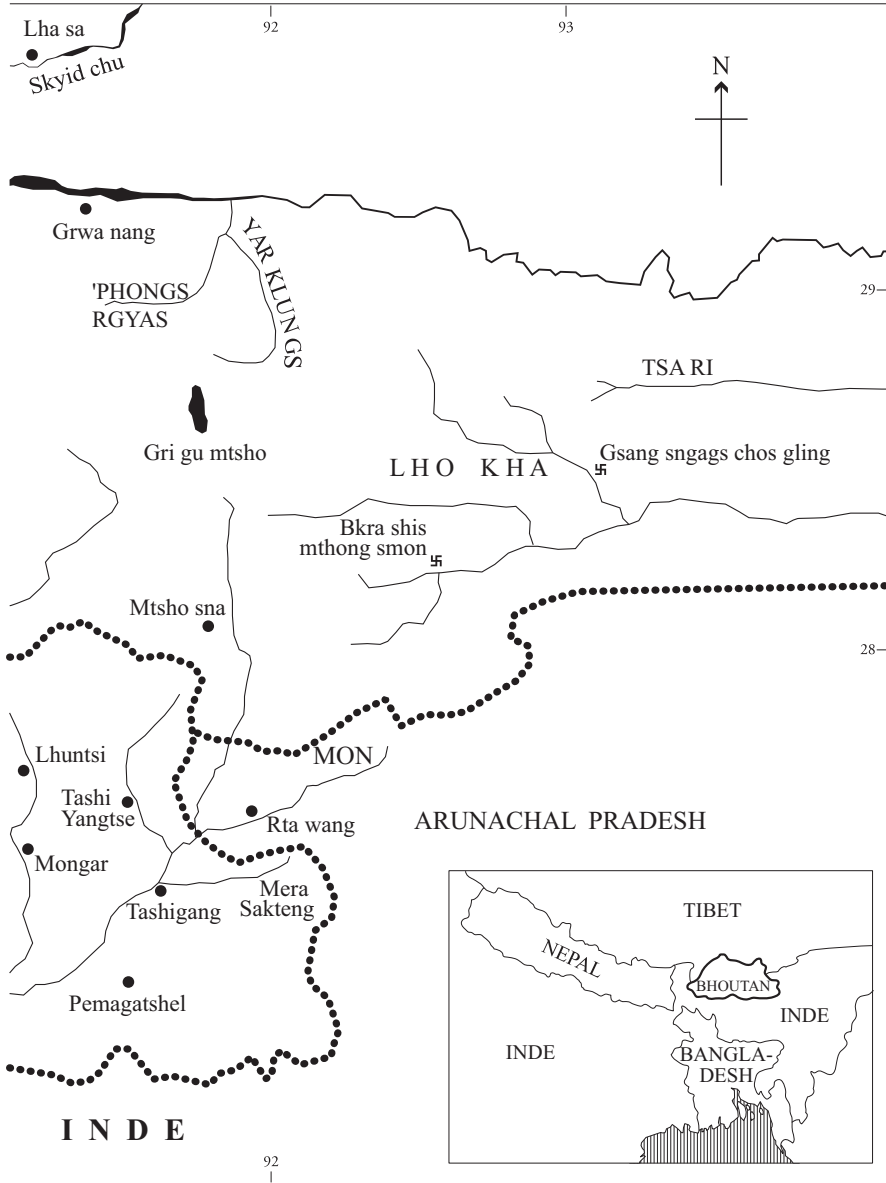 92
93
Lha sa
Skyid chu
N
Grwa nang
YAR KLUNGS
'PHONGS
RGYAS
29
TSA RI
Gri gu mtsho
LHO KHA
Gsang sngags chos gling
卐
Bkra shis
mthong smon
卐
Mtsho sna
28
Lhuntsi
MON
Tashi
Yangtse
Rta wang
ARUNACHAL PRADESH
Mongar
Tashigang
Mera
Sakteng
Pemagatshel
TIBET
NEPAL
BHOUTAN
INDE
INDE
BANGLA-
DESH
INDE
92